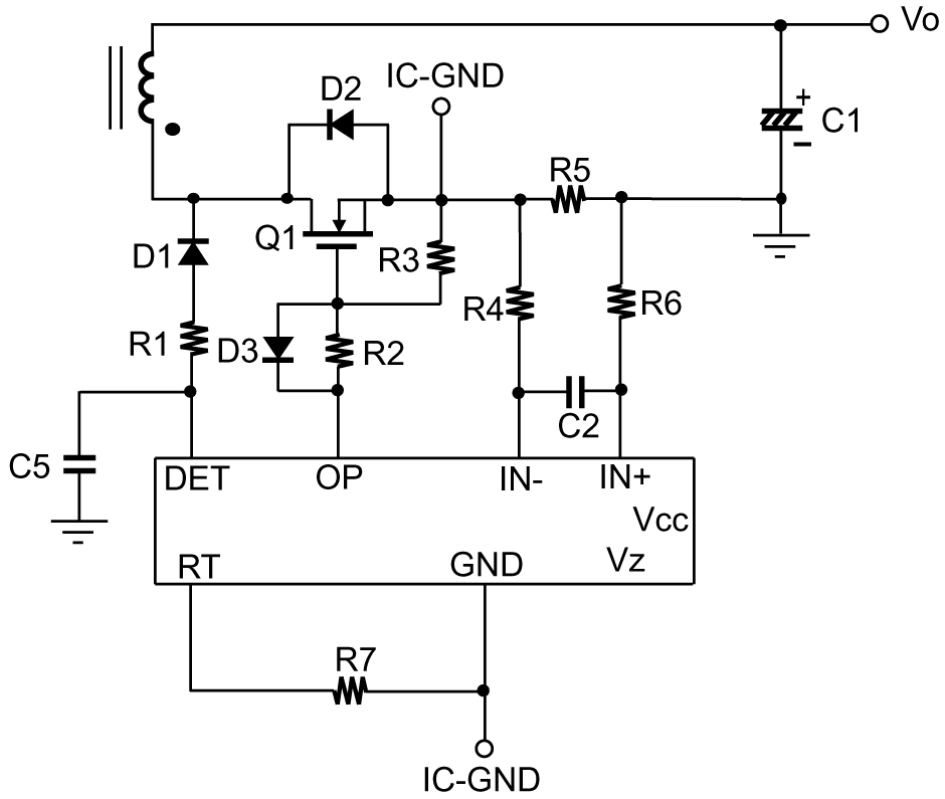 Vo
IC-GND
D2
+
C1
−
R5
Q1
D1
R3
R4
R6
R1
D3
R2
C2
C5
DET
OP
IN-
IN+
Vcc
RT
GND
Vz
R7
IC-GND